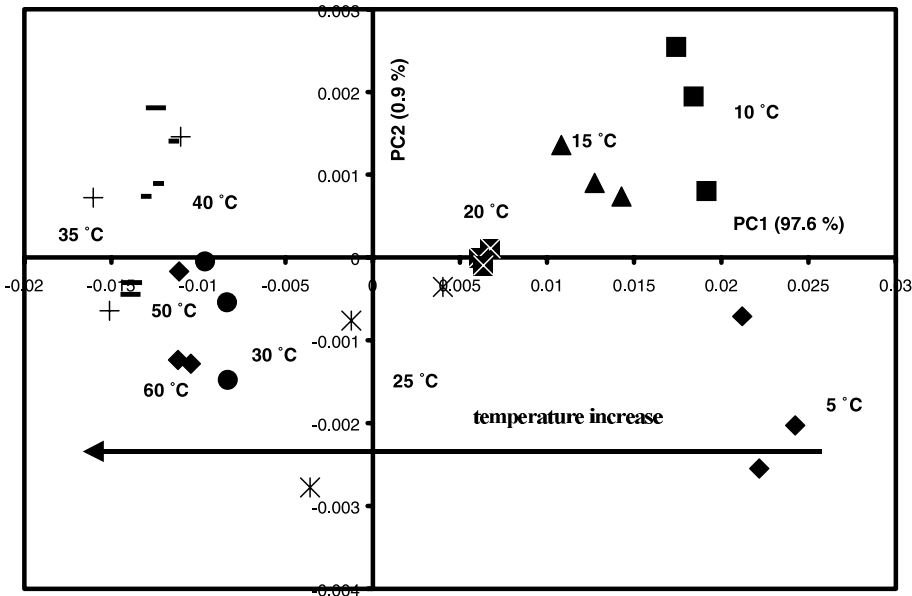 0.003
PC2 (0.9 %)
0.002
10 ˚C
15 ˚C
0.001
40 ˚C
20 ˚C
PC1 (97.6 %)
35 ˚C
0
-0.02
-0.015
-0.01
-0.005
0
0.005
0.01
0.015
0.02
0.025
0.03
50 ˚C
-0.001
30 ˚C
60 ˚C
25 ˚C
5 ˚C
temperature increase
-0.002
-0.003
-0.004